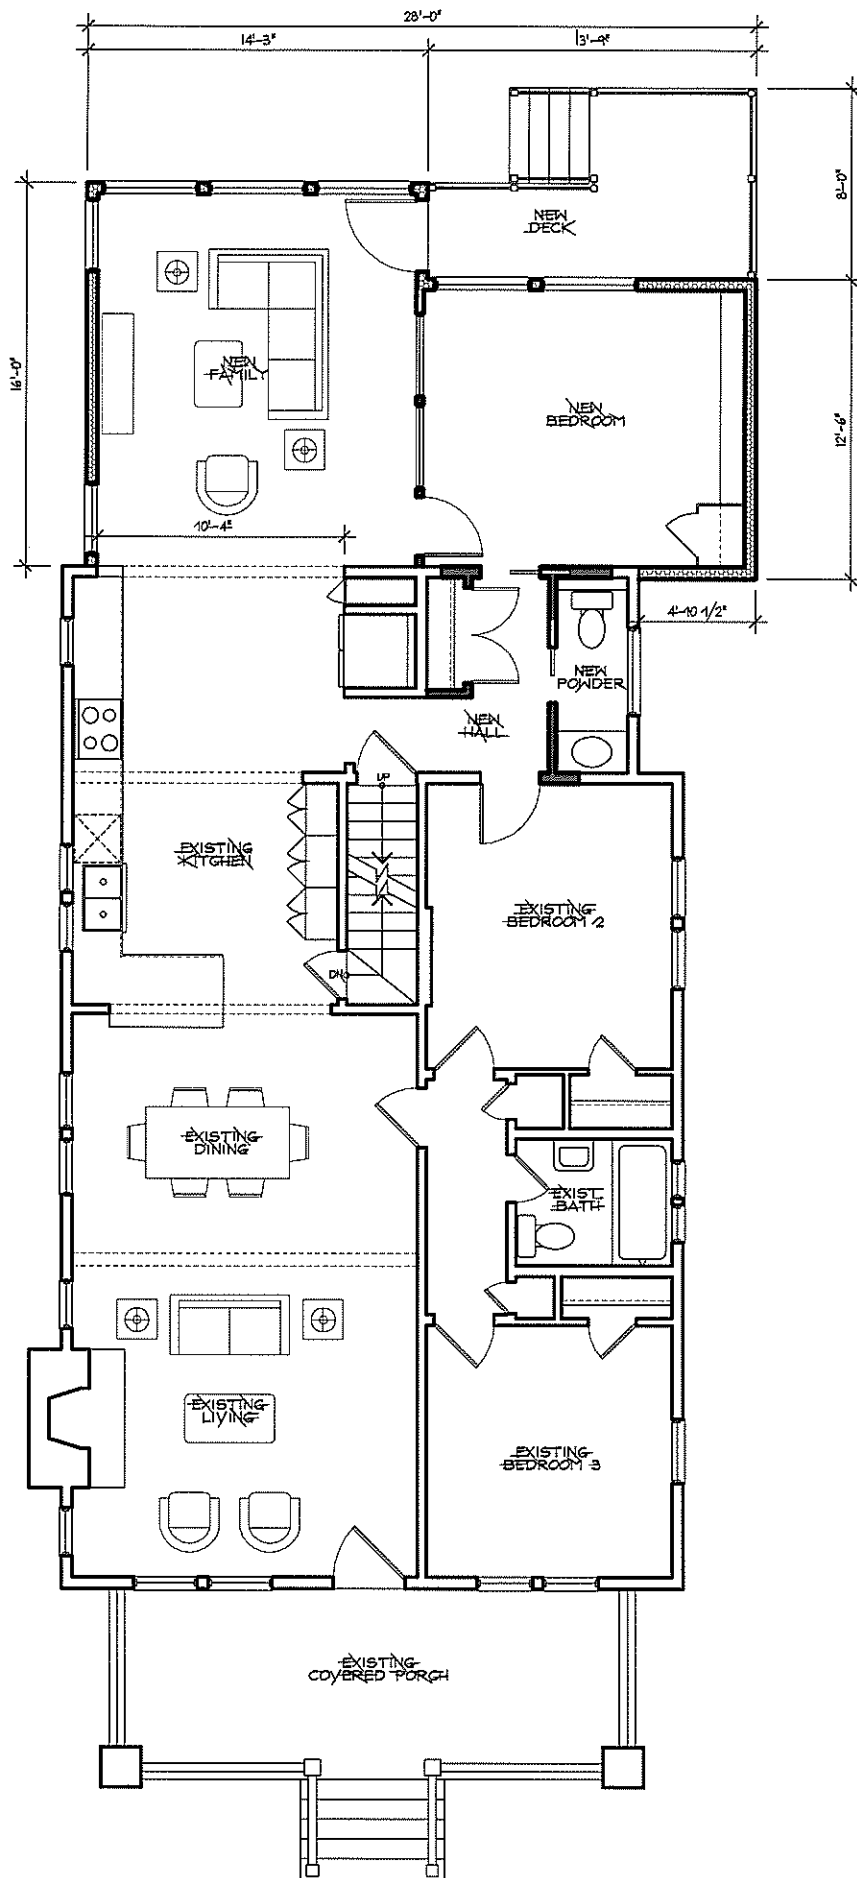 28'-0"
14'-3"
13'-9"
8'-0"
NEW
DECK
16'-0"
NEW
FAMILY
NEW
BEDROOM
12'-6"
10'-4"
4'-10 1/2"
NEW
POWDER
NEW
HALL
UP
EXISTING
KITCHEN
EXISTING
BEDROOM 2
DN
EXISTING
DINING
EXIST.
BATH
EXISTING
LIVING
EXISTING
BEDROOM 3
EXISTING
COVERED PORCH